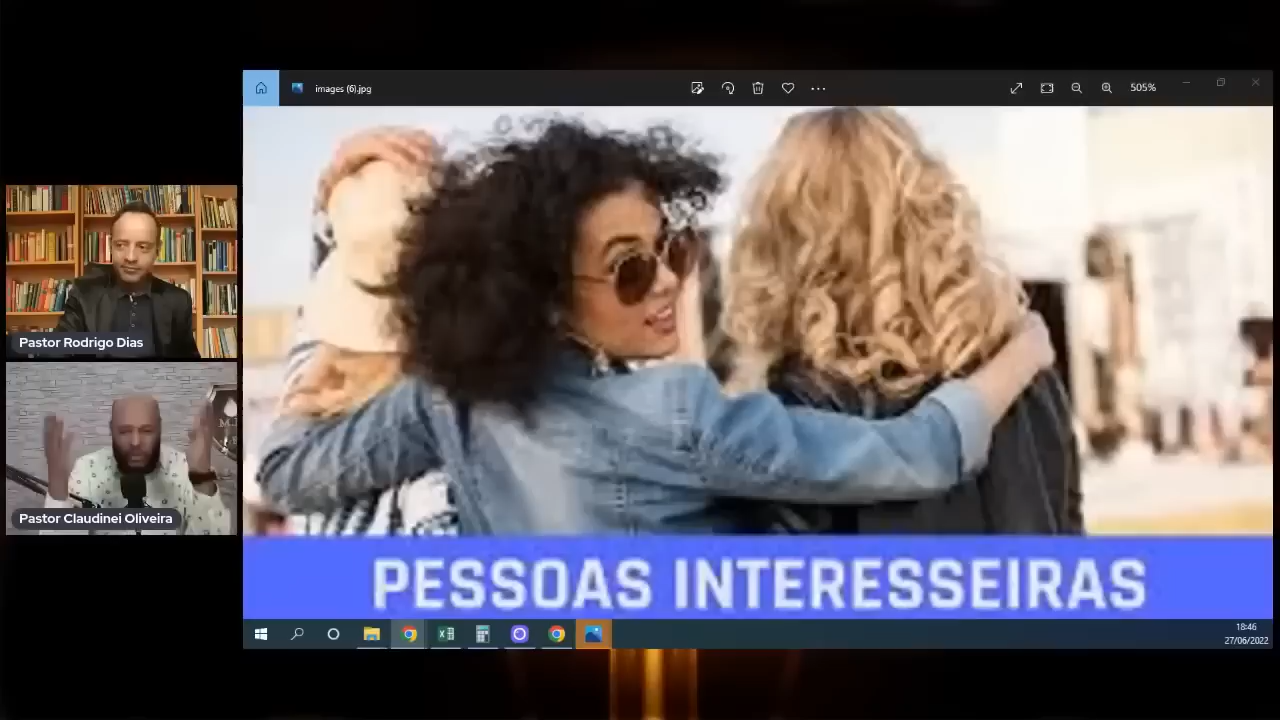 images (6).jpg
505%
Pastor Rodrigo Dias
Pastor Claudinei Oliveira
PESSOAS INTERESSEIRAS
18:46
27/06/2022